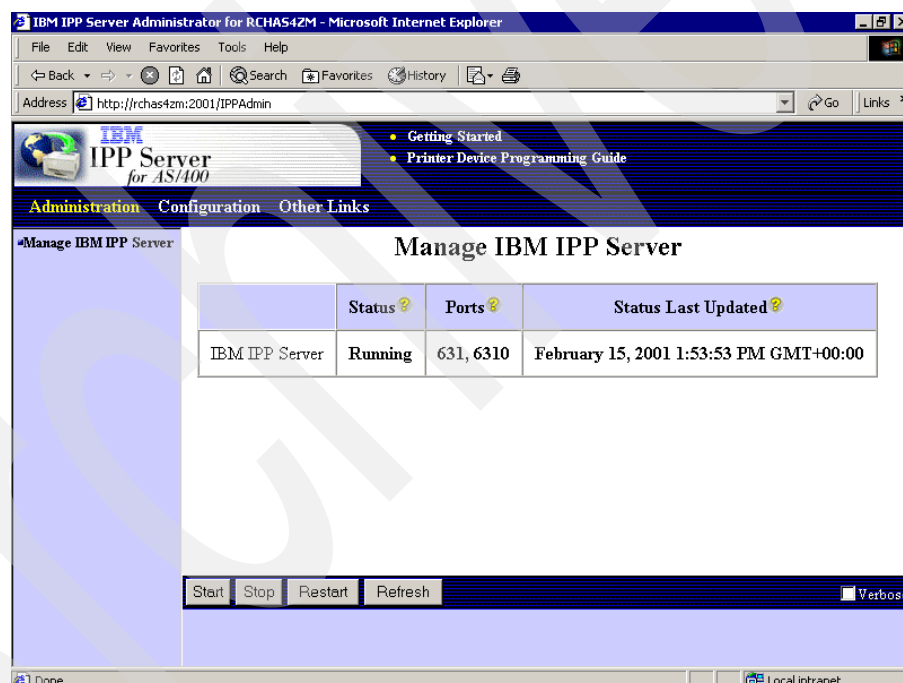 IBM IPP Server Administrator for RCHAS4ZM - Microsoft Internet Explorer
File Edit View Favorites Tools Help
Back Search Favorites History
Address http://rchas4zm:2001/IPPAdmin Go Links
IBM
IPP Server
for AS/400
Getting Started
Printer Device Programming Guide
Administration Configuration Other Links
Manage IBM IPP Server
Manage IBM IPP Server
Status Ports Status Last Updated
IBM IPP Server Running 631, 6310 February 15, 2001 1:53:53 PM GMT+00:00
Start Stop Restart Refresh Verbos
Done Local intranet